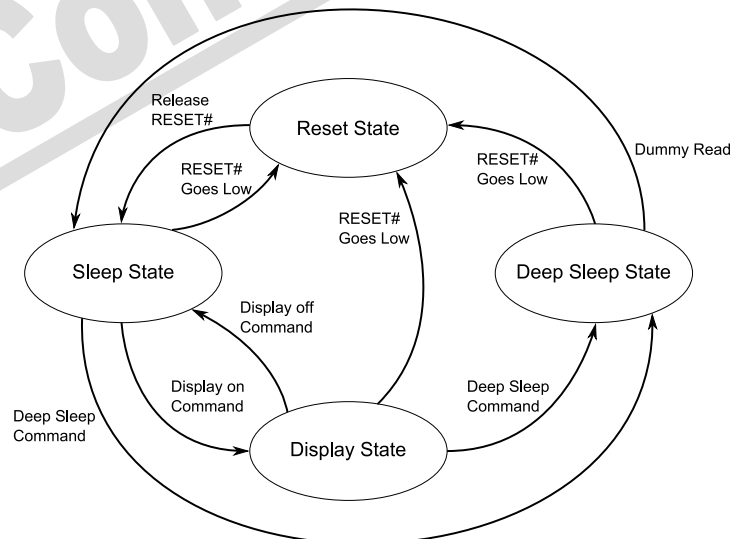 Release
RESET#
Reset State
RESET#
Goes Low
RESET#
Goes Low
Dummy Read
RESET#
Goes Low
Sleep State
Deep Sleep State
Display off
Command
Display on
Command
Deep Sleep
Command
Deep Sleep
Command
Display State